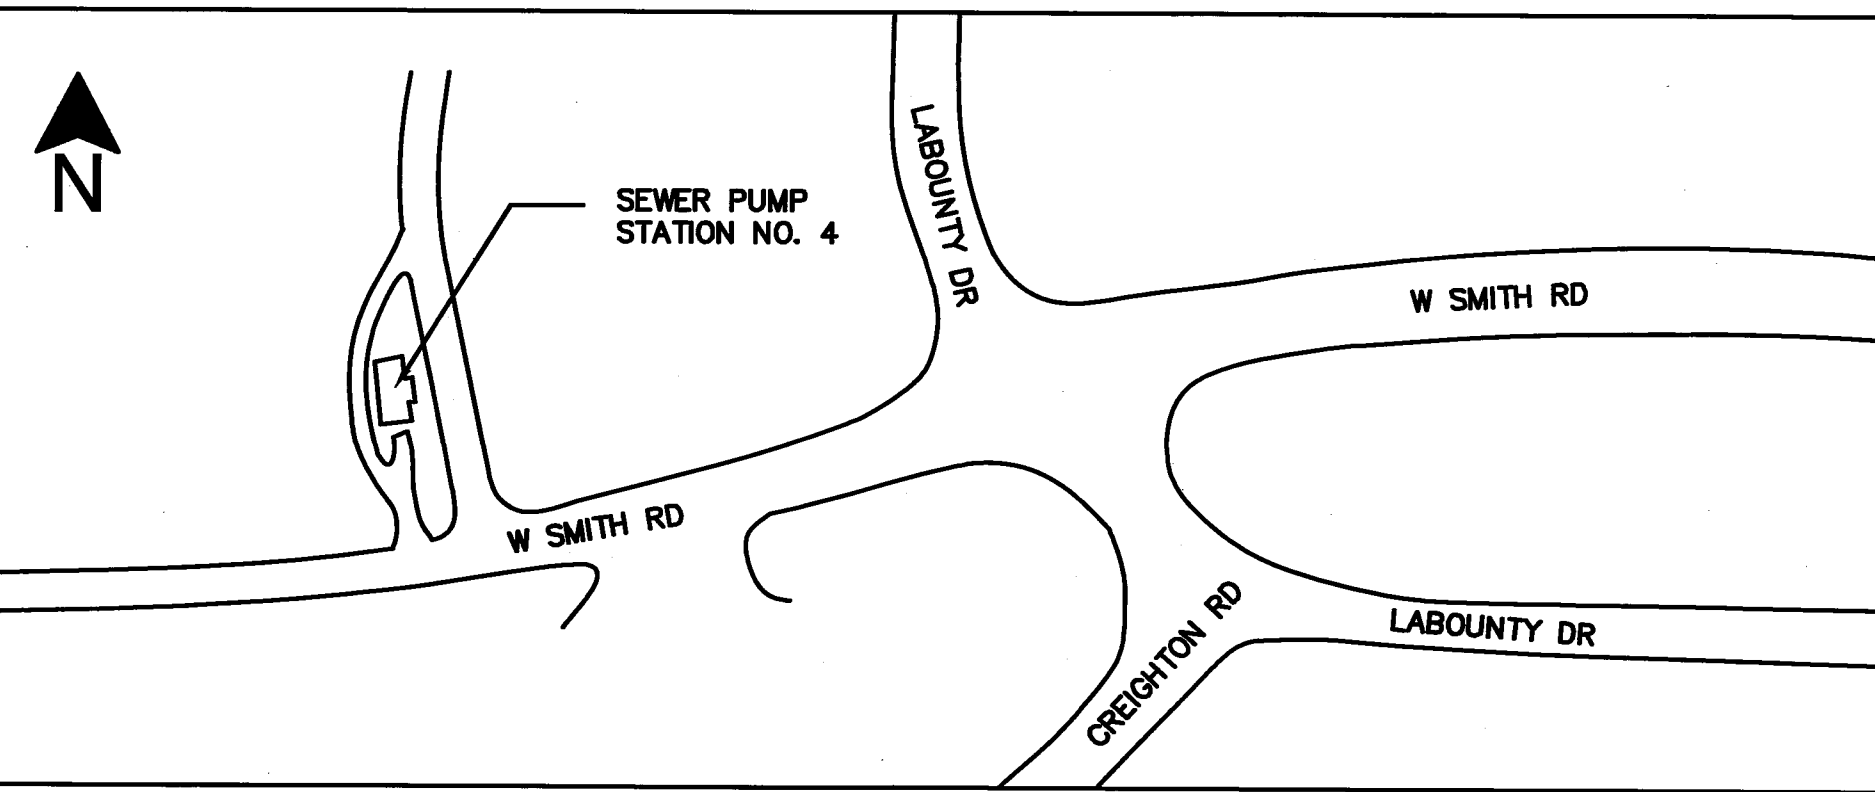 N
SEWER PUMP
STATION NO. 4
LABOUNTY DR
W SMITH RD
W SMITH RD
CREIGHTON RD
LABOUNTY DR